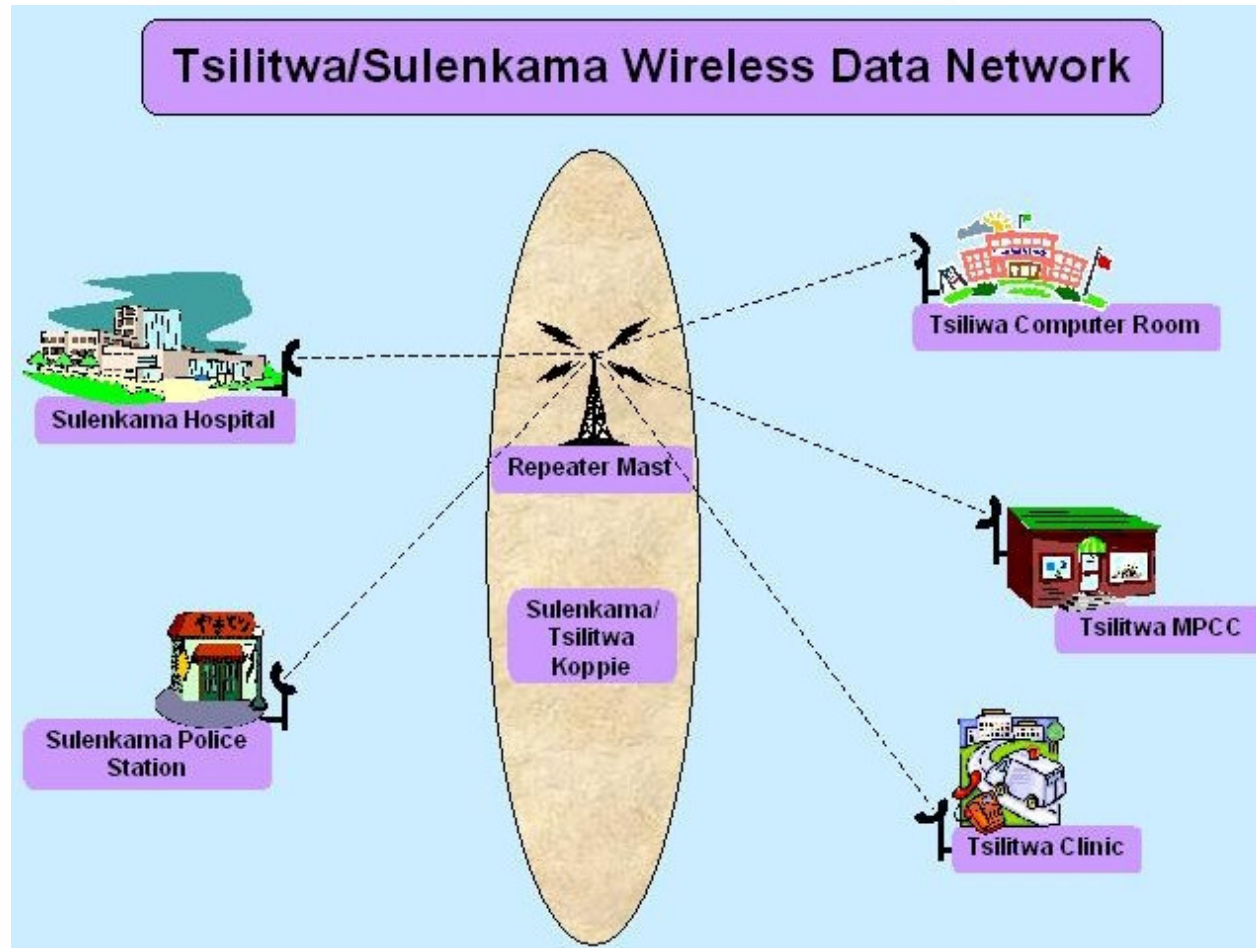 Tsilitwa/Sulenkama Wireless Data Network
Tsiliwa Computer Room
Sulenkama Hospital
Repeater Mast
Sulenkama/
Tsilitwa
Koppie
Tsilitwa MPCC
Sulenkama Police
Station
Tsilitwa Clinic